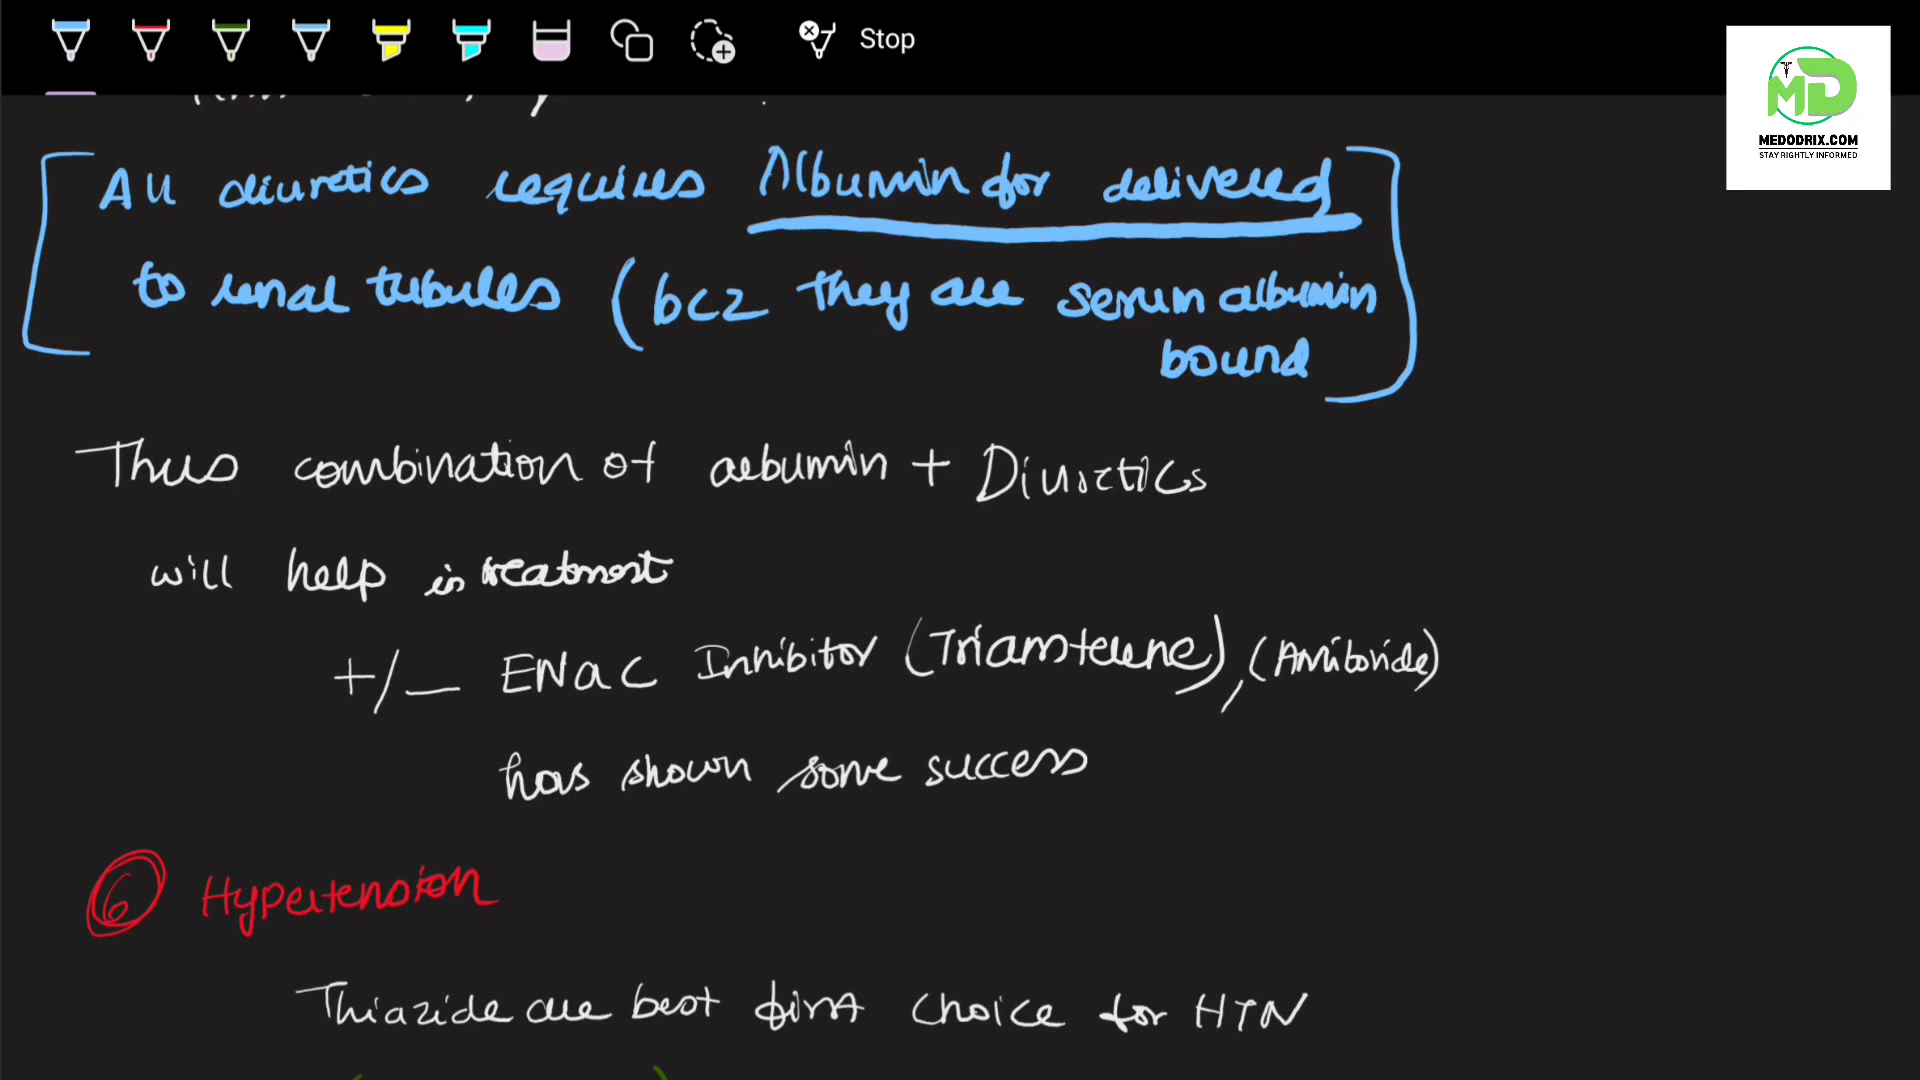 Stop
MD
MEDODRIX.COM
STAY RIGHTLY INFORMED
All diuretics requires Albumin for delivered
to renal tubules (bcz they are serum albumin
bound
Thus combination of albumin + Diuretics
will help in treatment
+/- ENaC Inhibitor (Triamterene), (Amiloride)
has shown some success
6 Hypertension
Thiazide are best first choice for HTN